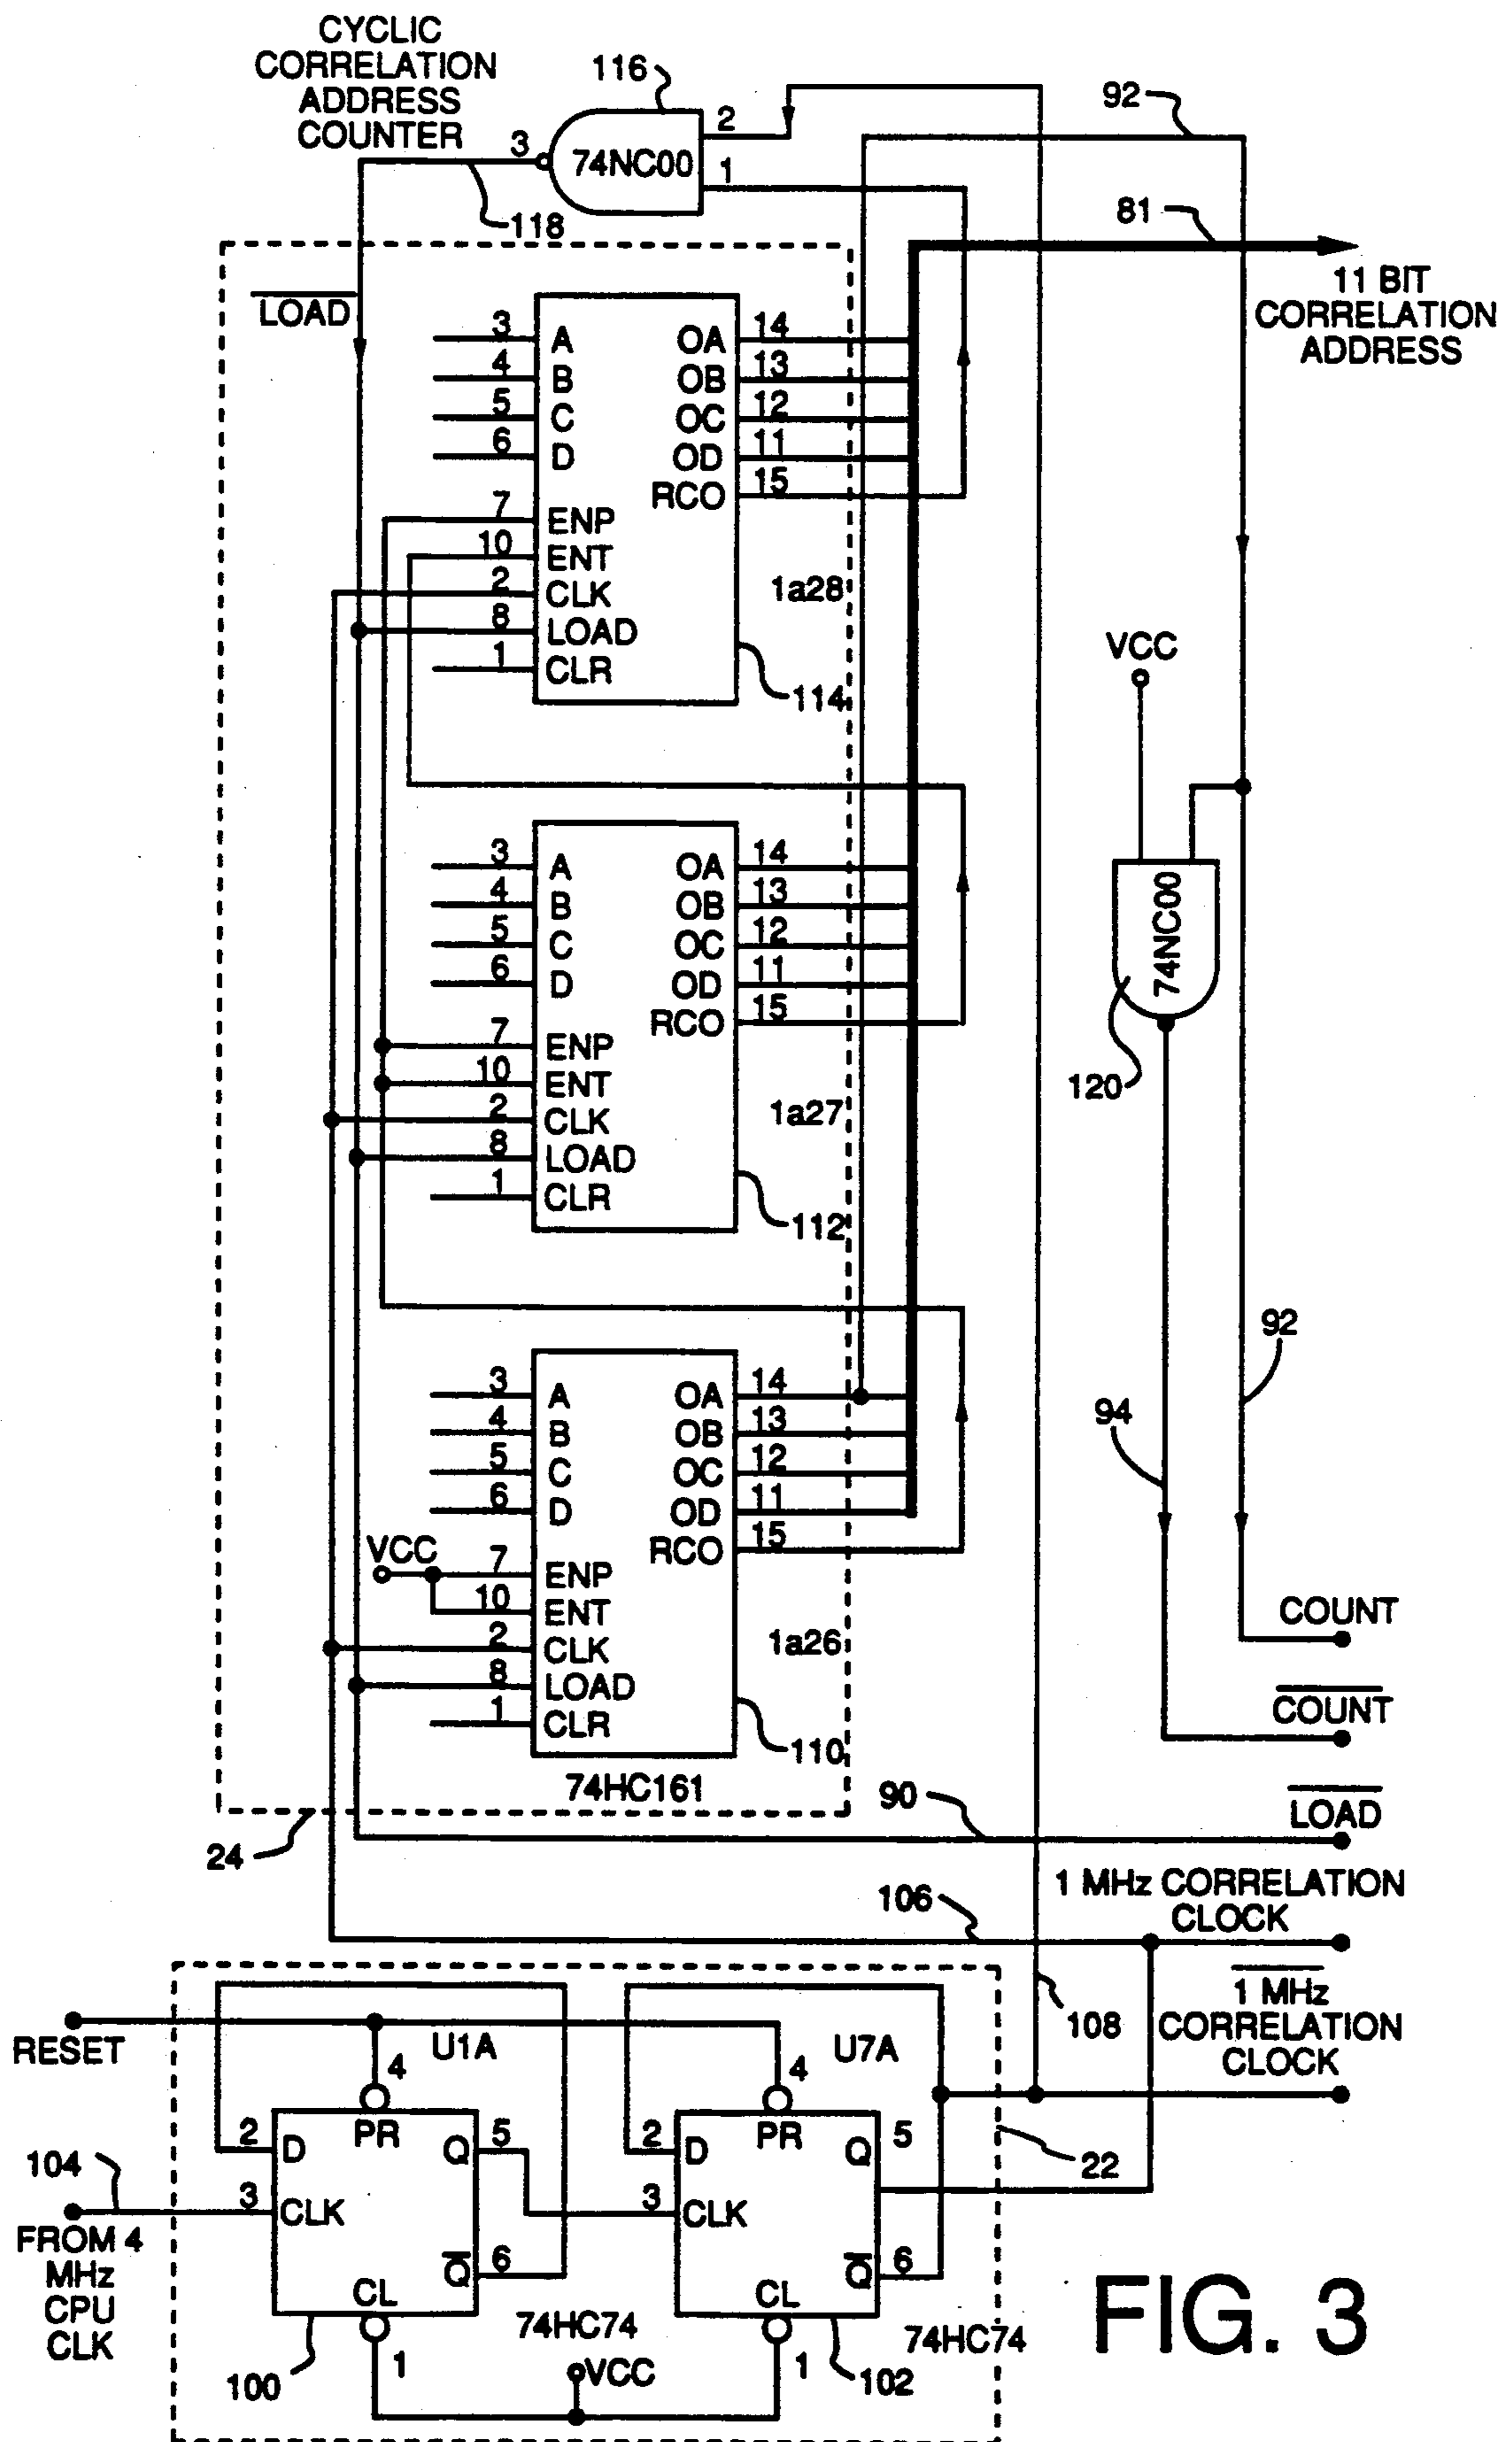 CYCLIC
CORRELATION
ADDRESS
COUNTER
116
2
92
3
74NC00
1
118
81
11 BIT
CORRELATION
ADDRESS
LOAD
3 A OA 14
4 B OB 13
5 C OC 12
6 D OD 11
RCO 15
7 ENP
10 ENT
2 CLK
1a28
8 LOAD
1 CLR
114
VCC
3 A OA 14
4 B OB 13
5 C OC 12
6 D OD 11
RCO 15
7 ENP
10 ENT
2 CLK
1a27
8 LOAD
1 CLR
112
74NC00
120
92
94
3 A OA 14
4 B OB 13
5 C OC 12
6 D OD 11
RCO 15
VCC
7 ENP
10 ENT
2 CLK
1a26
8 LOAD
1 CLR
110
74HC161
24
COUNT
COUNT
90
LOAD
106
1 MHz CORRELATION
CLOCK
1 MHz
CORRELATION
CLOCK
108
RESET
U1A
4
U7A
4
2 D PR Q 5
2 D PR Q 5
22
104
3 CLK
3 CLK
FROM 4
MHz
CPU
CLK
Q 6
Q 6
CL
CL
74HC74
74HC74
100
1
VCC
1
102
FIG. 3